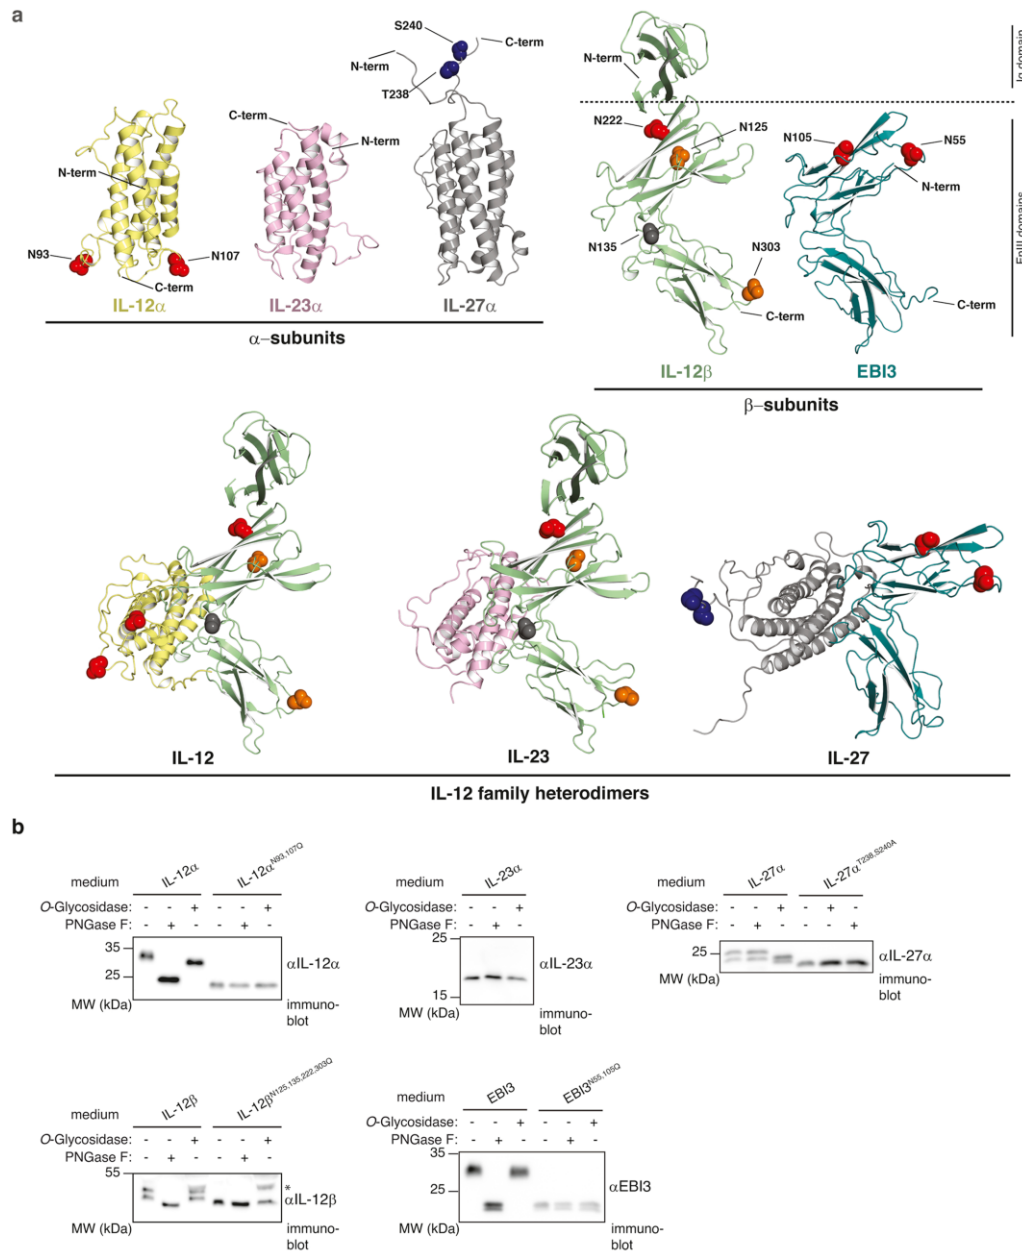 a
S240
C-term
N-term
T238
C-term
N-term
N-term
N93
N107
C-term
IL-12α
IL-23α
IL-27α
α–subunits
N-term
N222
N125
N105
N55
N-term
N135
N303
C-term
C-term
IL-12β
EBI3
β–subunits
Ig domain
FnIII domains
IL-12
IL-23
IL-27
IL-12 family heterodimers
b
medium IL-12α IL-12α^N93,107Q
O-Glycosidase: - - + - - +
PNGase F: - + - - + -
35
25
αIL-12α
MW (kDa)
immuno-
blot
medium IL-23α
O-Glycosidase: - - +
PNGase F: - + -
25
15
αIL-23α
MW (kDa)
immuno-
blot
medium IL-27α IL-27α^T238,S240A
O-Glycosidase: - - + - + -
PNGase F: - + - - - +
25
αIL-27α
MW (kDa)
immuno-
blot
medium IL-12β IL-12β^N125,135,222,303Q
O-Glycosidase: - - + - - +
PNGase F: - + - - + -
55
*
αIL-12β
MW (kDa)
immuno-
blot
medium EBI3 EBI3^N55,105Q
O-Glycosidase: - - + - - +
PNGase F: - + - - + -
35
25
αEBI3
MW (kDa)
immuno-
blot